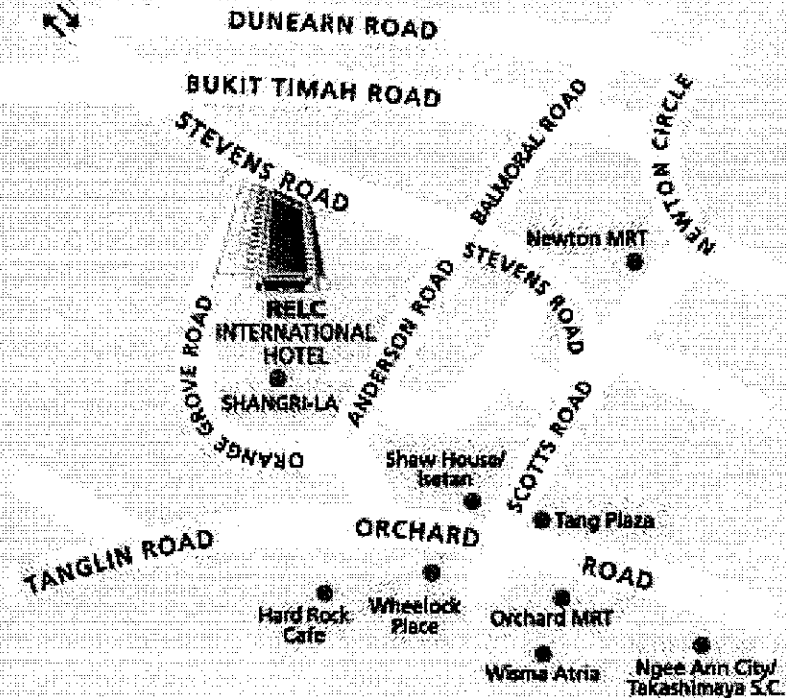 DUNEARN ROAD
BUKIT TIMAH ROAD
STEVENS ROAD
BALMORAL ROAD
NEWTON CIRCLE
Newton MRT
STEVENS ROAD
RELC
INTERNATIONAL
HOTEL
ANDERSON ROAD
ORANGE GROVE ROAD
SHANGRI-LA
SCOTTS ROAD
Shaw House/
Isetan
Tang Plaza
ORCHARD
ROAD
TANGLIN ROAD
Hard Rock
Cafe
Wheelock
Place
Orchard MRT
Wisma Atria
Ngee Ann City/
Takashimaya S.C.